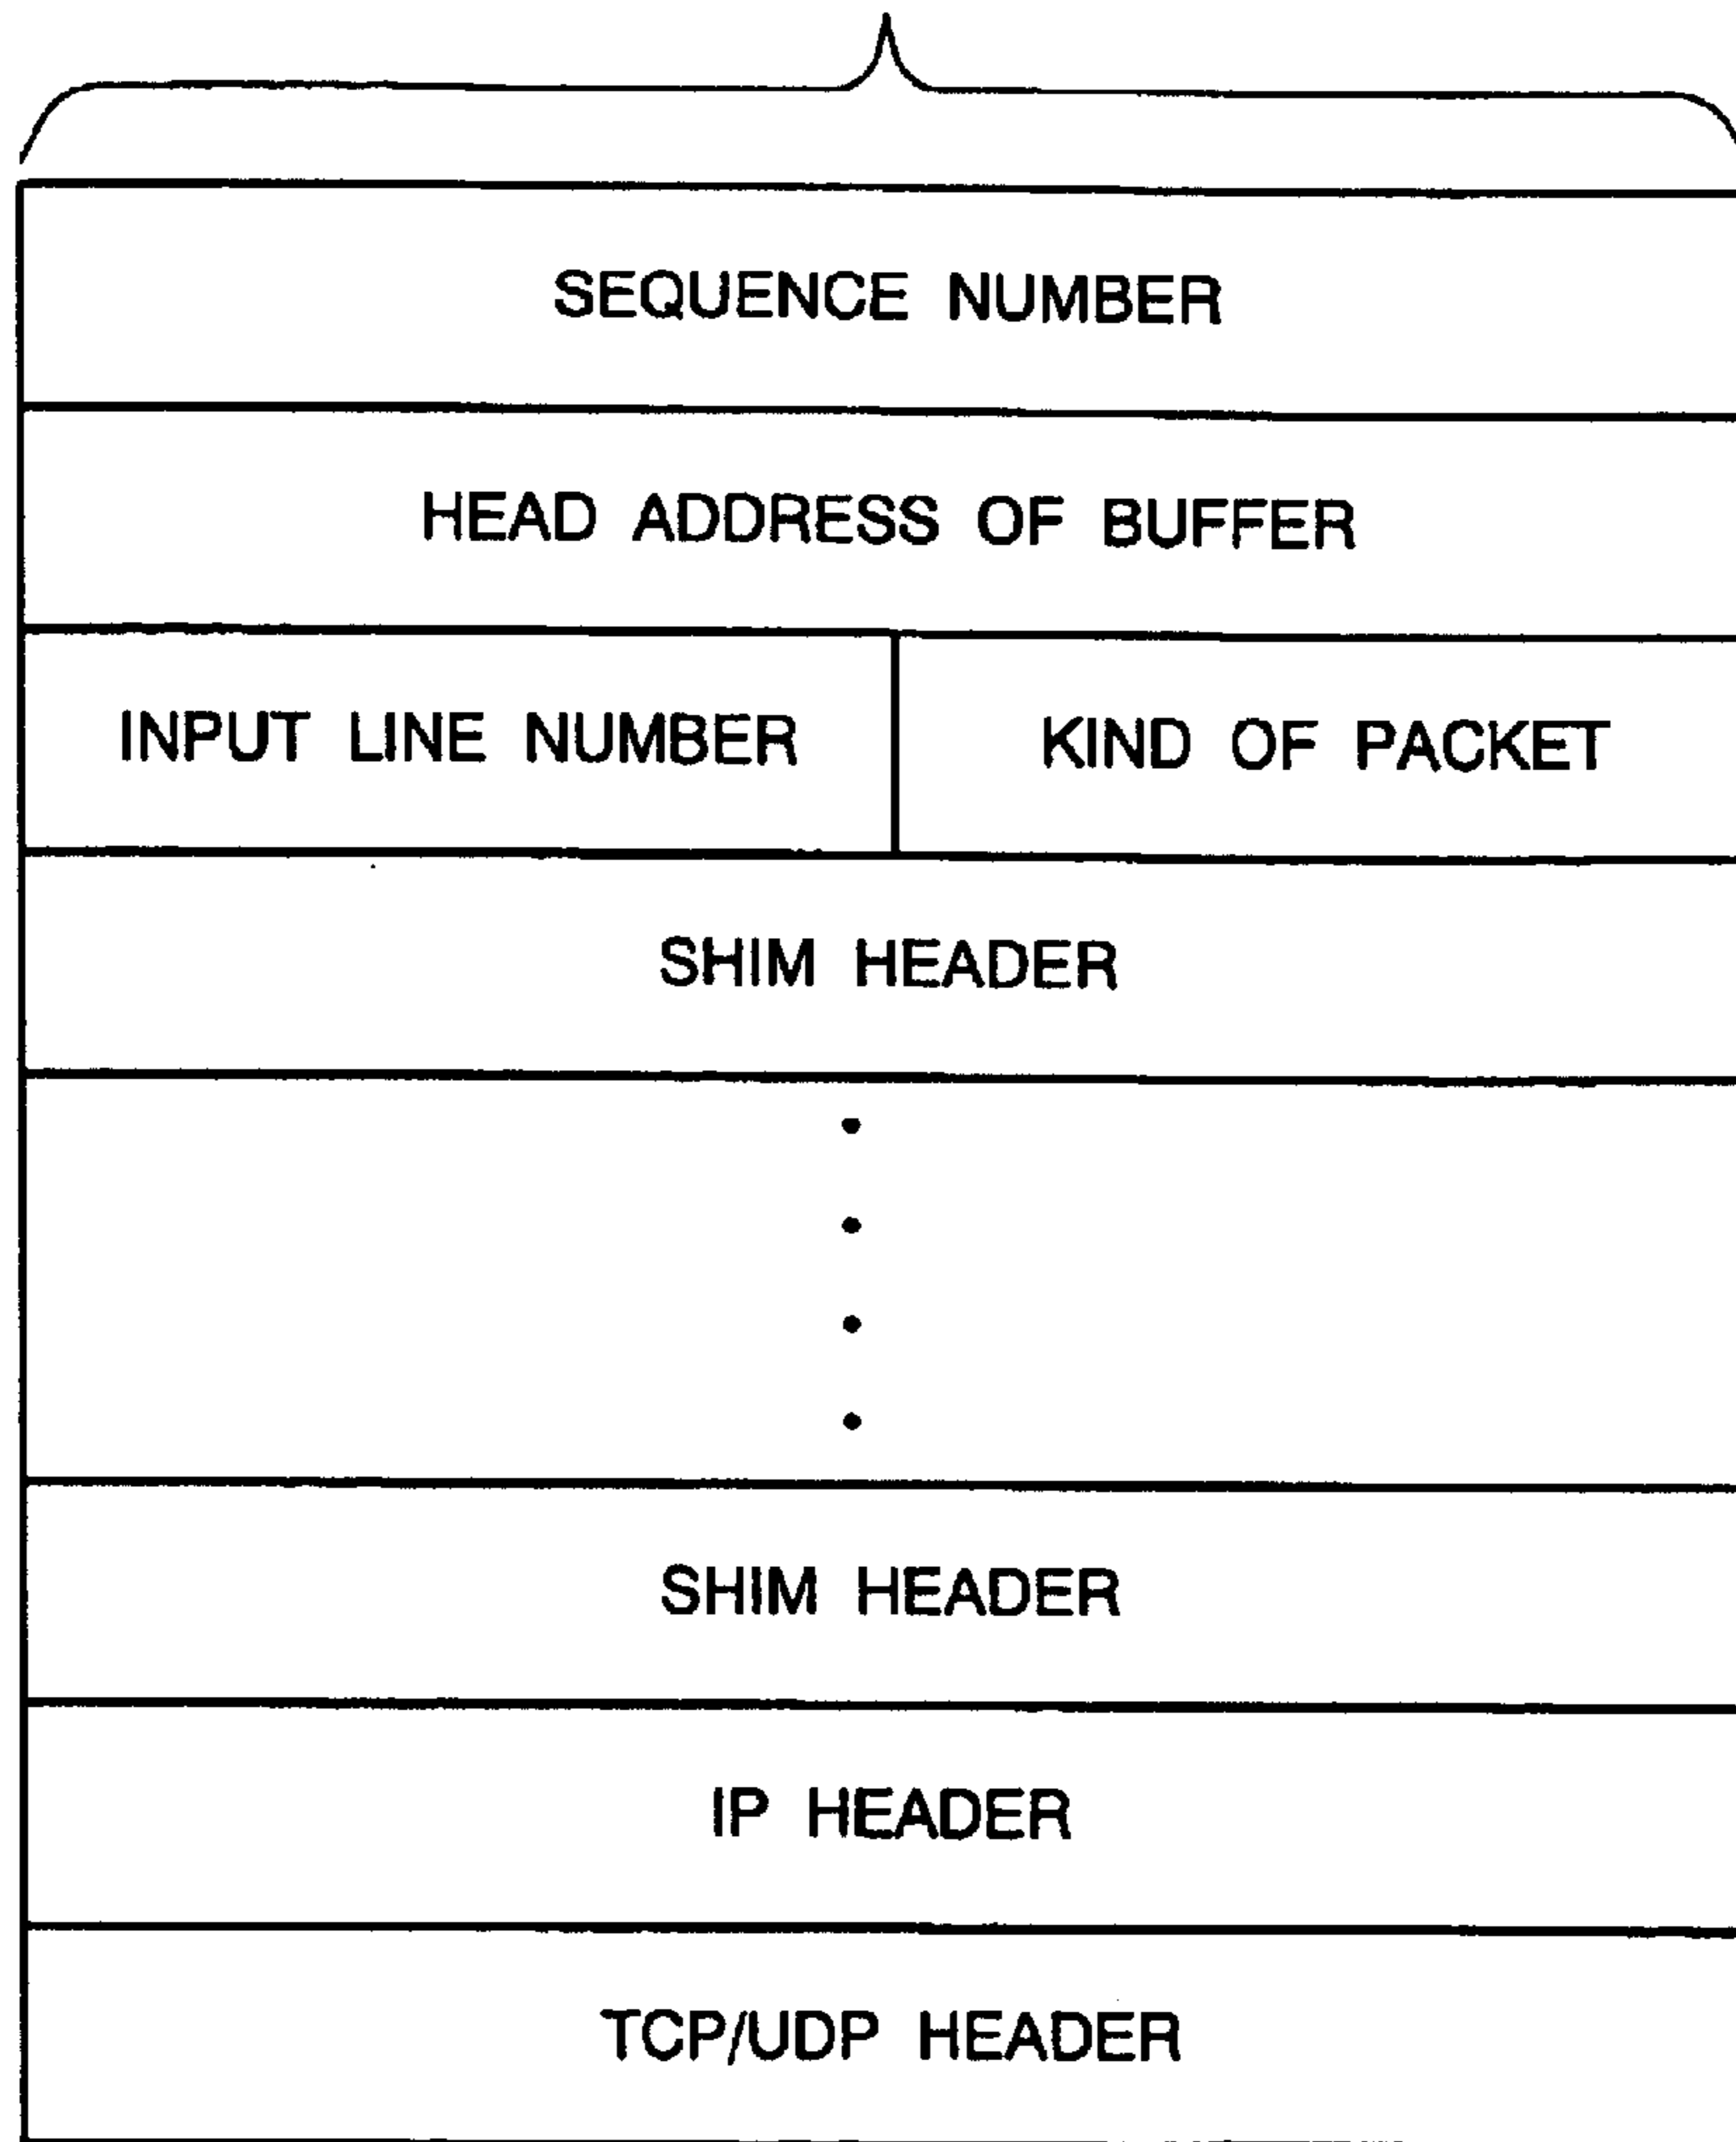 SEQUENCE NUMBER
HEAD ADDRESS OF BUFFER
INPUT LINE NUMBER
KIND OF PACKET
SHIM HEADER
SHIM HEADER
IP HEADER
TCP/UDP HEADER